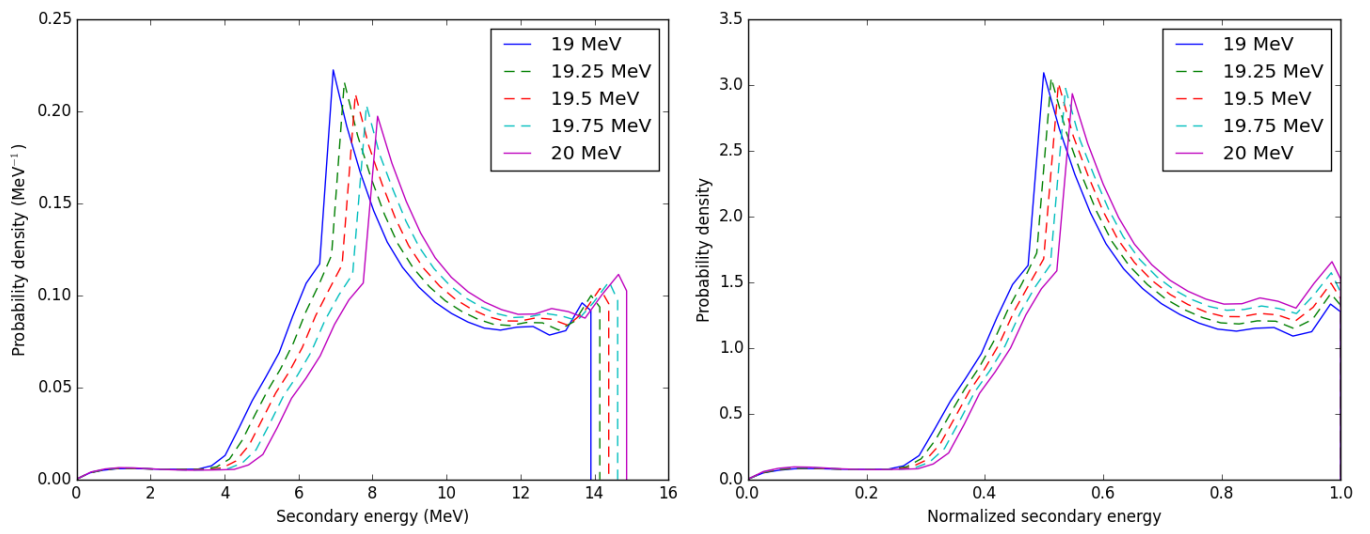 0.25
0.20
0.15
0.10
0.05
0.00
Probability density (MeV⁻¹)
0 2 4 6 8 10 12 14 16
Secondary energy (MeV)
19 MeV
19.25 MeV
19.5 MeV
19.75 MeV
20 MeV
3.5
3.0
2.5
2.0
1.5
1.0
0.5
0.0
Probability density
0.0 0.2 0.4 0.6 0.8 1.0
Normalized secondary energy
19 MeV
19.25 MeV
19.5 MeV
19.75 MeV
20 MeV